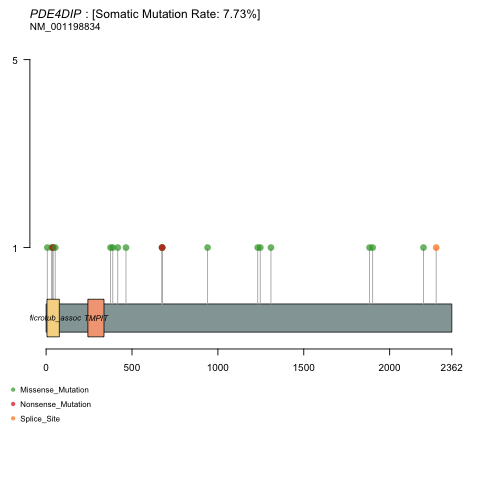 PDE4DIP : [Somatic Mutation Rate: 7.73%]
NM_001198834
5
1
Microtub_assoc TMPIT
0 500 1000 1500 2000 2362
Missense_Mutation
Nonsense_Mutation
Splice_Site